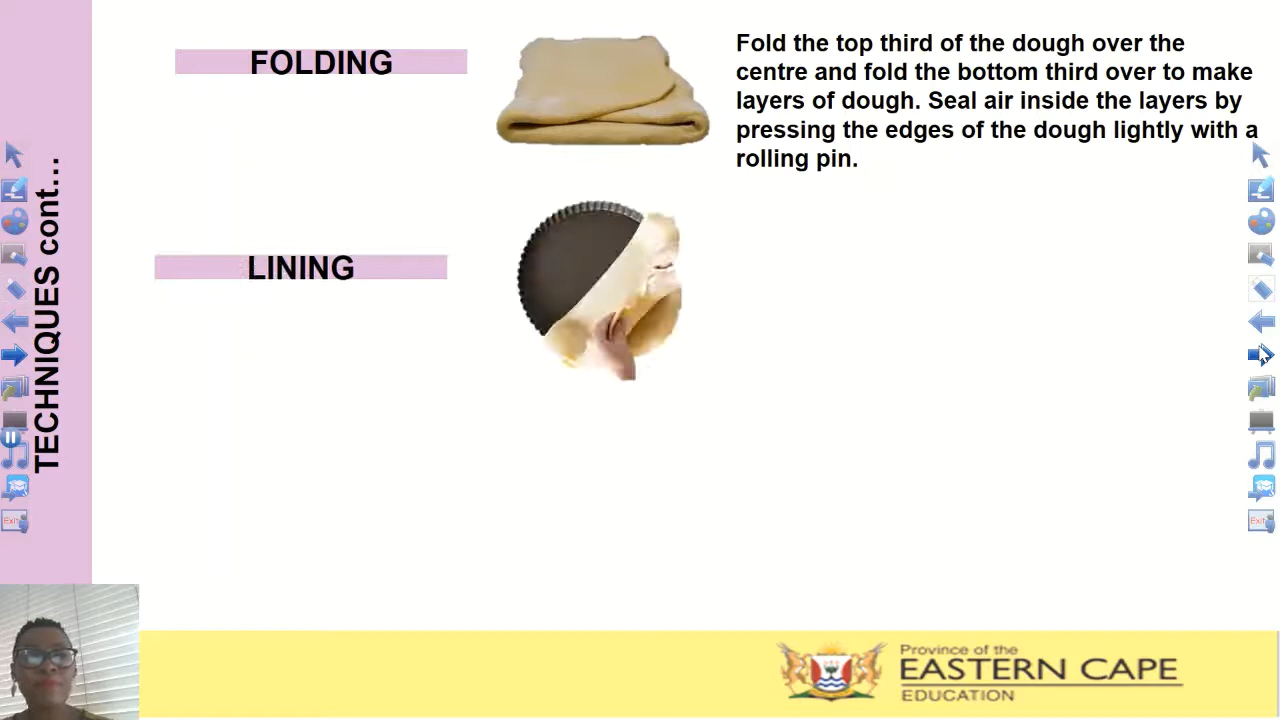 TECHNIQUES cont...
FOLDING
Fold the top third of the dough over the
centre and fold the bottom third over to make
layers of dough. Seal air inside the layers by
pressing the edges of the dough lightly with a
rolling pin.
LINING
Exit
Exit
Province of the
EASTERN CAPE
EDUCATION